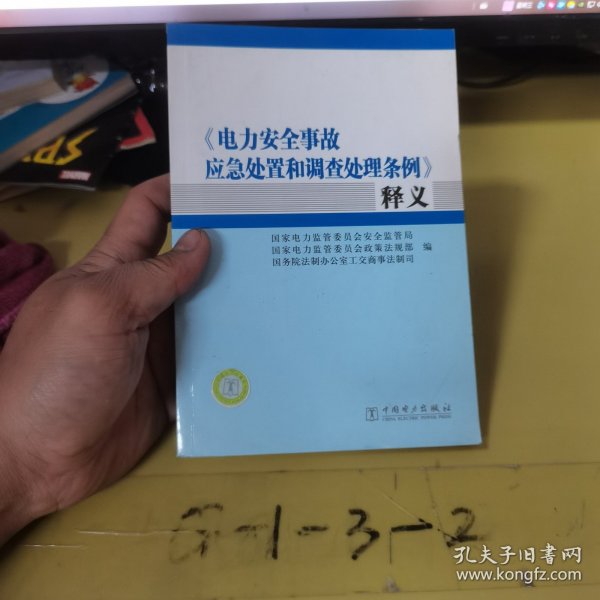 《电力安全事故
应急处置和调查处理条例》
释义
国家电力监管委员会安全监管局
国家电力监管委员会政策法规部 编
国务院法制办公室工交商事法制司
中国电力出版社
CHINA ELECTRIC POWER PRESS
G-1-3-2
孔夫子旧书网
www.kongfz.com